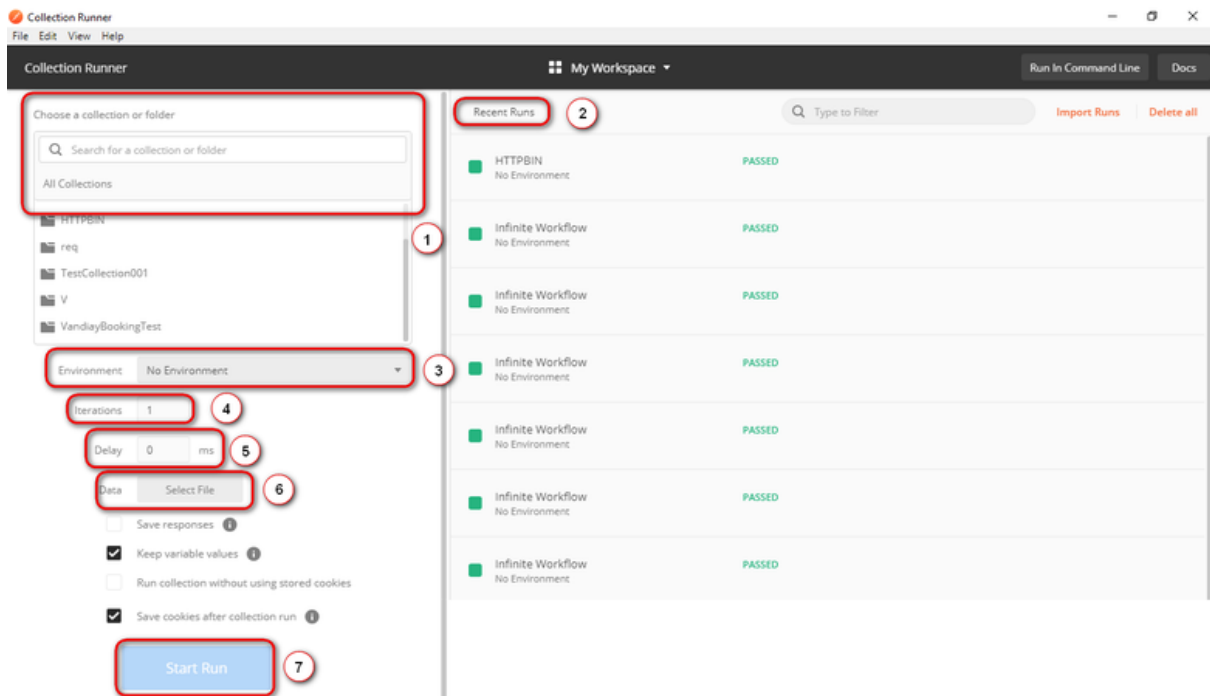 Collection Runner
File Edit View Help
Collection Runner
My Workspace
Run In Command Line
Docs
Choose a collection or folder
Search for a collection or folder
All Collections
HTTPBIN
req
TestCollection001
V
VandiayBookingTest
1
Environment No Environment
3
Iterations 1
4
Delay 0 ms
5
Data Select File
6
Save responses
Keep variable values
Run collection without using stored cookies
Save cookies after collection run
Start Run
7
Recent Runs
2
Type to Filter
Import Runs
Delete all
HTTPBIN PASSED
No Environment
Infinite Workflow PASSED
No Environment
Infinite Workflow PASSED
No Environment
Infinite Workflow PASSED
No Environment
Infinite Workflow PASSED
No Environment
Infinite Workflow PASSED
No Environment
Infinite Workflow PASSED
No Environment